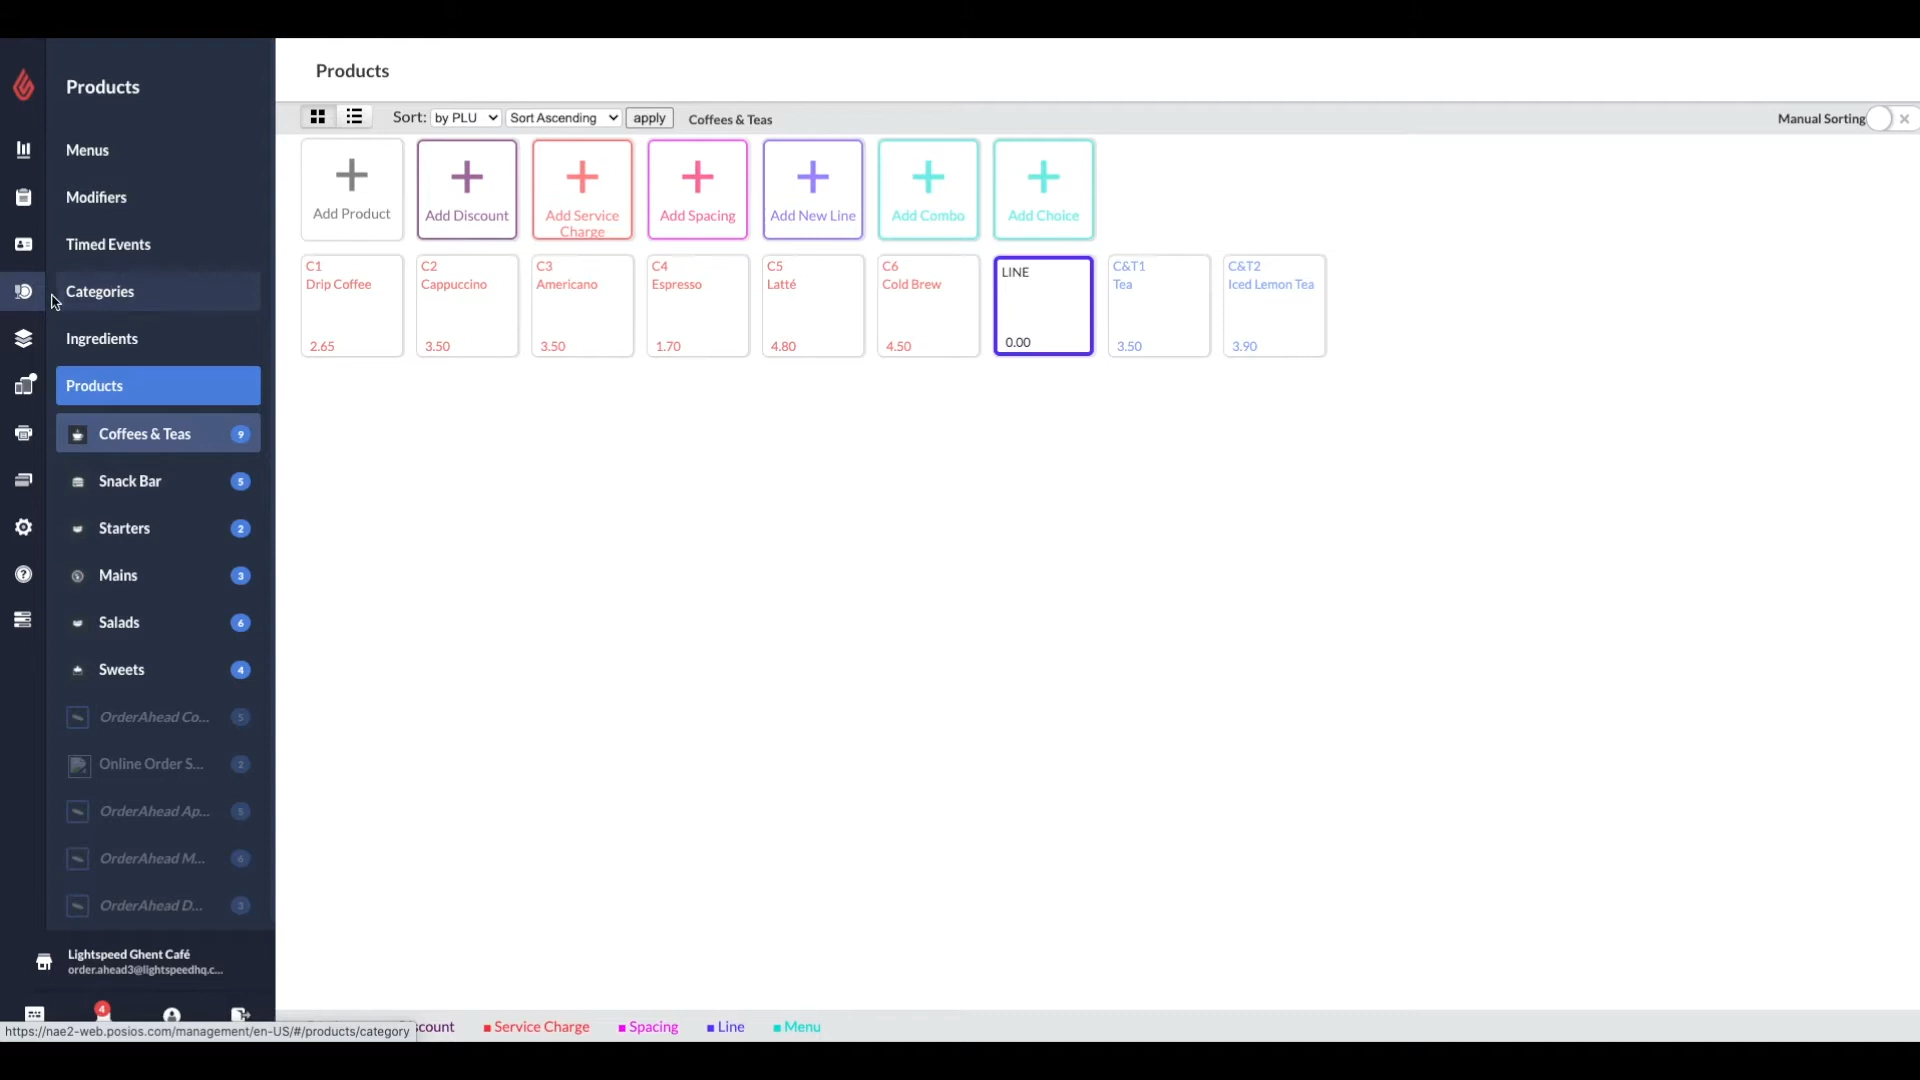 Products
Menus
Modifiers
Timed Events
Categories
Ingredients
Products
Coffees & Teas 9
Snack Bar 5
Starters 2
Mains 3
Salads 6
Sweets 4
OrderAhead Co... 5
Online Order S... 2
OrderAhead Ap... 5
OrderAhead M... 6
OrderAhead D... 3
Lightspeed Ghent Café
order.ahead3@lightspeedhq.c...
4
https://nae2-web.posios.com/management/en-US/#/products/category
Products
Sort: by PLU Sort Ascending apply Coffees & Teas Manual Sorting
Add Product
Add Discount
Add Service
Charge
Add Spacing
Add New Line
Add Combo
Add Choice
C1
Drip Coffee
2.65
C2
Cappuccino
3.50
C3
Americano
3.50
C4
Espresso
1.70
C5
Latté
4.80
C6
Cold Brew
4.50
LINE
0.00
C&T1
Tea
3.50
C&T2
Iced Lemon Tea
3.90
scount Service Charge Spacing Line Menu